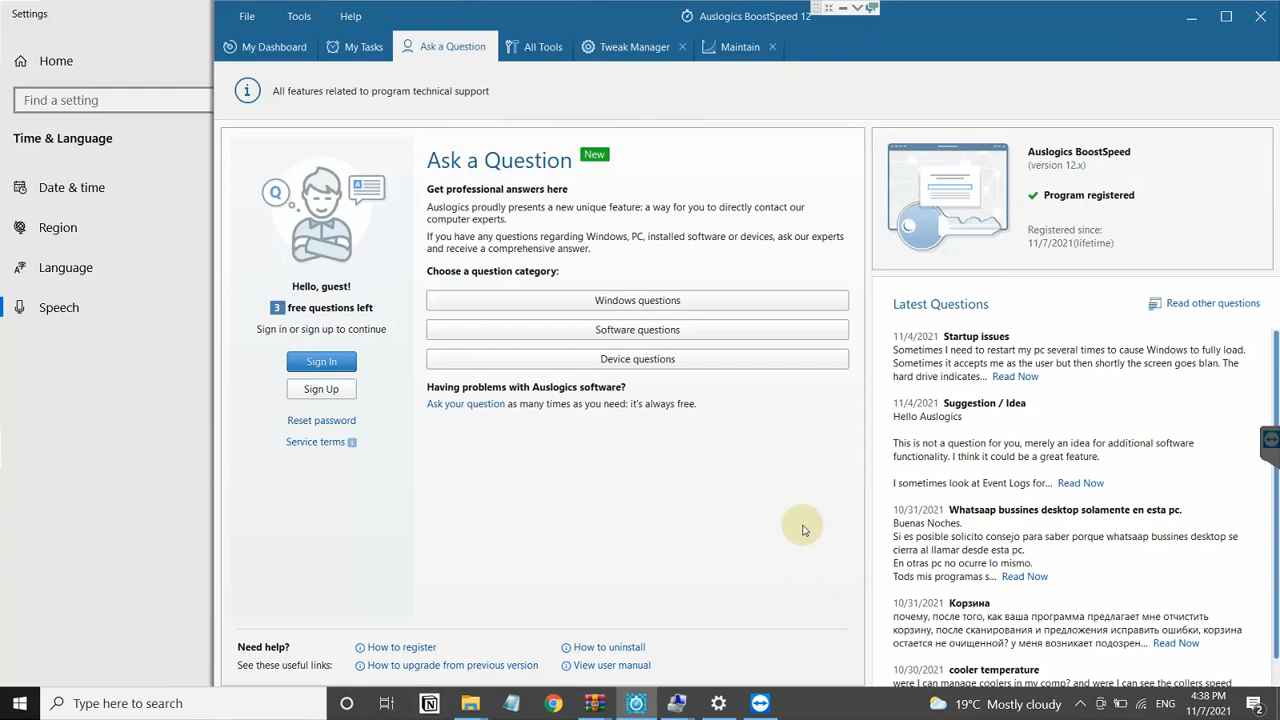 Settings
Home
Find a setting
Time & Language
Date & time
Region
Language
Speech
File
Tools
Help
Auslogics BoostSpeed 12
My Dashboard
My Tasks
Ask a Question
All Tools
Tweak Manager
Maintain
All features related to program technical support
Q
A
Hello, guest!
3 free questions left
Sign in or sign up to continue
Sign In
Sign Up
Reset password
Service terms
Ask a Question New
Get professional answers here
Auslogics proudly presents a new unique feature: a way for you to directly contact our
computer experts.
If you have any questions regarding Windows, PC, installed software or devices, ask our experts
and receive a comprehensive answer.
Choose a question category:
Windows questions
Software questions
Device questions
Having problems with Auslogics software?
Ask your question as many times as you need: it's always free.
Need help?
See these useful links:
How to register
How to uninstall
How to upgrade from previous version
View user manual
Auslogics BoostSpeed
(version 12.x)
Program registered
Registered since:
11/7/2021(lifetime)
Latest Questions
Read other questions
11/4/2021 Startup issues
Sometimes I need to restart my pc several times to cause Windows to fully load.
Sometimes it accepts me as the user but then shortly the screen goes blan. The
hard drive indicates... Read Now
11/4/2021 Suggestion / Idea
Hello Auslogics
This is not a question for you, merely an idea for additional software
functionality. I think it could be a great feature.
I sometimes look at Event Logs for... Read Now
10/31/2021 Whatsaap bussines desktop solamente en esta pc.
Buenas Noches.
Si es posible solicito consejo para saber porque whatsaap bussines desktop se
cierra al llamar desde esta pc.
En otras pc no ocurre lo mismo.
Tods mis programas s... Read Now
10/31/2021 Корзина
почему, после того, как ваша программа предлагает мне отчистить
корзину, после сканирования и предложения исправить ошибки, корзина
остается не очищенной? у меня возникает подозрен... Read Now
10/30/2021 cooler temperature
were I can manage coolers in my comp? and were I can see the collers speed
Type here to search
19°C Mostly cloudy
ENG
4:38 PM
11/7/2021
2